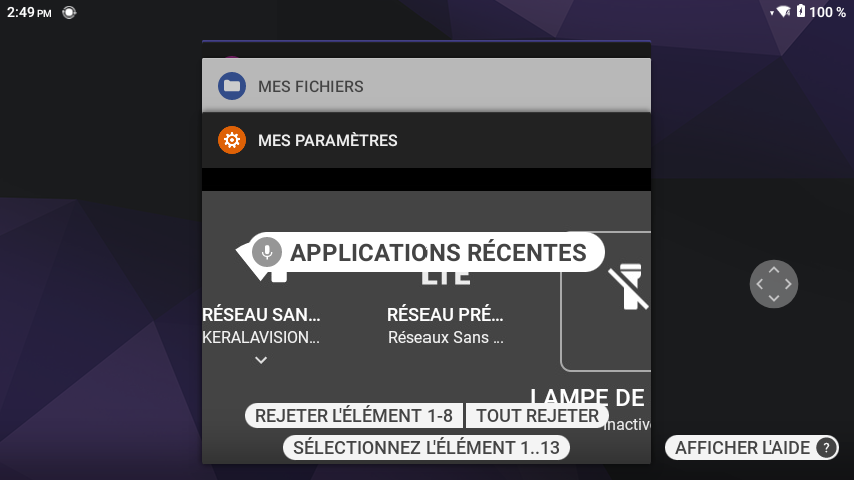 2:49 PM
100 %
MES FICHIERS
MES PARAMÈTRES
APPLICATIONS RÉCENTES
LTE
RÉSEAU SAN...
RÉSEAU PRÉ...
KERALAVISION...
Réseaux Sans ...
LAMPE DE
Inactive
REJETER L'ÉLÉMENT 1-8
TOUT REJETER
SÉLECTIONNEZ L'ÉLÉMENT 1..13
AFFICHER L'AIDE ?